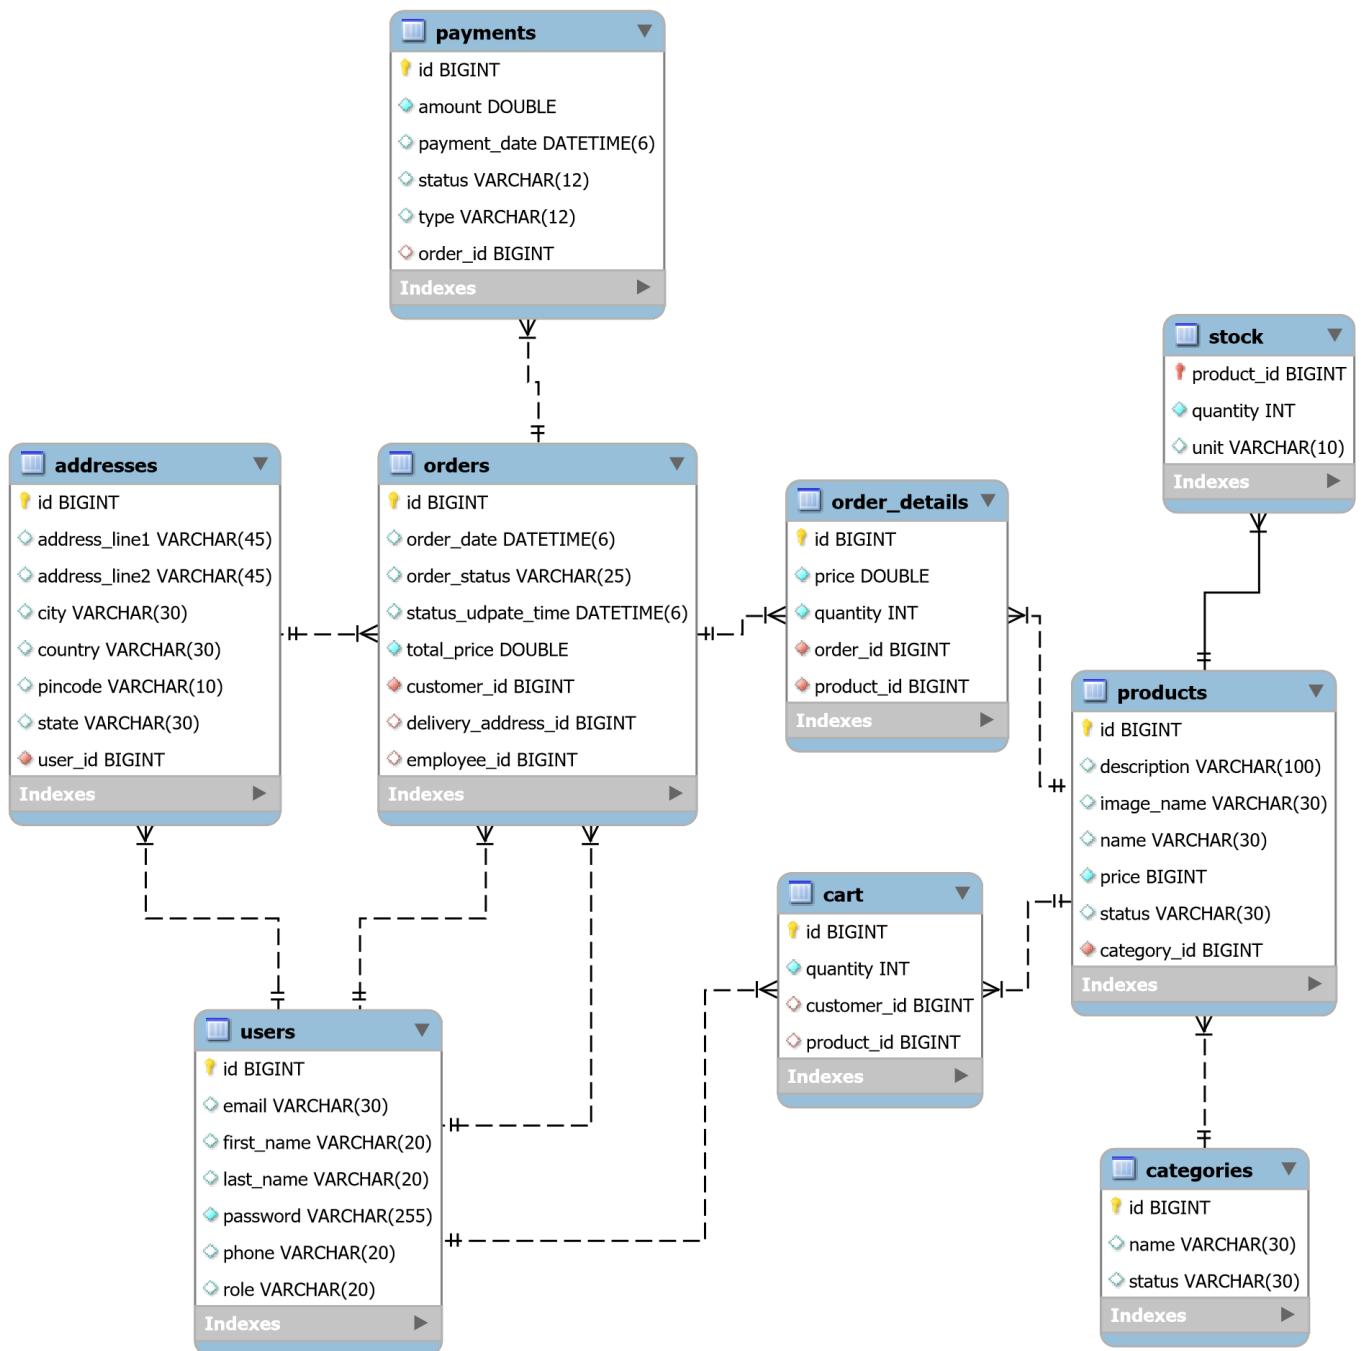 payments
id BIGINT
amount DOUBLE
payment_date DATETIME(6)
status VARCHAR(12)
type VARCHAR(12)
order_id BIGINT
Indexes
stock
product_id BIGINT
quantity INT
unit VARCHAR(10)
Indexes
addresses
id BIGINT
address_line1 VARCHAR(45)
address_line2 VARCHAR(45)
city VARCHAR(30)
country VARCHAR(30)
pincode VARCHAR(10)
state VARCHAR(30)
user_id BIGINT
Indexes
orders
id BIGINT
order_date DATETIME(6)
order_status VARCHAR(25)
status_udpate_time DATETIME(6)
total_price DOUBLE
customer_id BIGINT
delivery_address_id BIGINT
employee_id BIGINT
Indexes
order_details
id BIGINT
price DOUBLE
quantity INT
order_id BIGINT
product_id BIGINT
Indexes
products
id BIGINT
description VARCHAR(100)
image_name VARCHAR(30)
name VARCHAR(30)
price BIGINT
status VARCHAR(30)
category_id BIGINT
Indexes
cart
id BIGINT
quantity INT
customer_id BIGINT
product_id BIGINT
Indexes
users
id BIGINT
email VARCHAR(30)
first_name VARCHAR(20)
last_name VARCHAR(20)
password VARCHAR(255)
phone VARCHAR(20)
role VARCHAR(20)
Indexes
categories
id BIGINT
name VARCHAR(30)
status VARCHAR(30)
Indexes